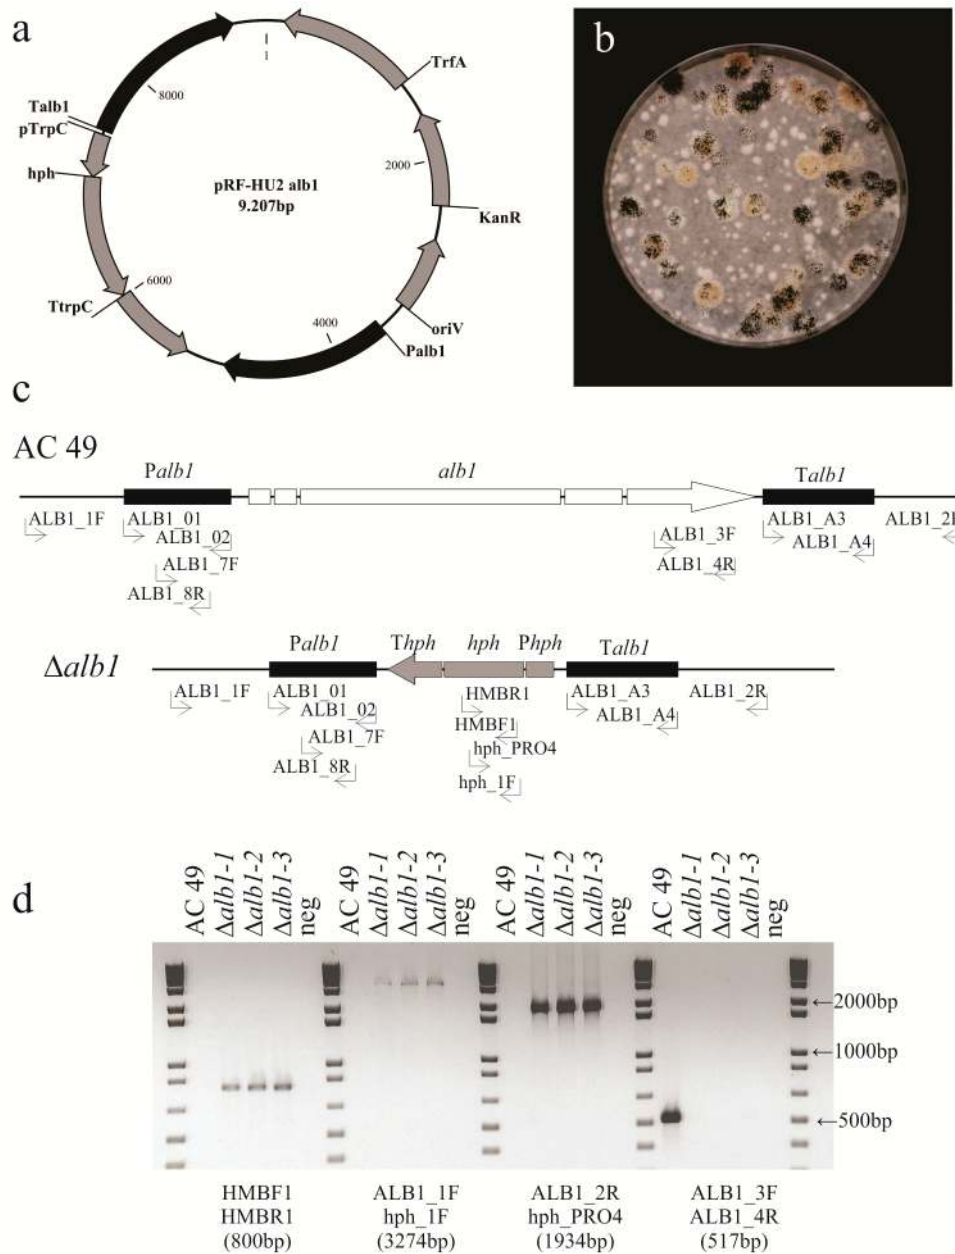 a
TrfA
8000
Talb1
pTrpC
hph
pRF-HU2 alb1
9.207bp
2000
KanR
6000
TtrpC
4000
oriV
Palb1
1
b
c
AC 49
Palb1
alb1
Talb1
ALB1_1F
ALB1_01
ALB1_02
ALB1_7F
ALB1_8R
ALB1_3F
ALB1_4R
ALB1_A3
ALB1_A4
Δalb1
Palb1
Thph
hph
Phph
Talb1
ALB1_1F
ALB1_01
ALB1_02
ALB1_7F
ALB1_8R
HMBR1
HMBF1
hph_PRO4
hph_1F
ALB1_A3
ALB1_A4
ALB1_2R
d
AC 49
Δalb1-1
Δalb1-2
Δalb1-3
neg
AC 49
Δalb1-1
Δalb1-2
Δalb1-3
neg
AC 49
Δalb1-1
Δalb1-2
Δalb1-3
neg
AC 49
Δalb1-1
Δalb1-2
Δalb1-3
neg
←2000bp
←1000bp
←500bp
HMBF1
HMBR1
(800bp)
ALB1_1F
hph_1F
(3274bp)
ALB1_2R
hph_PRO4
(1934bp)
ALB1_3F
ALB1_4R
(517bp)